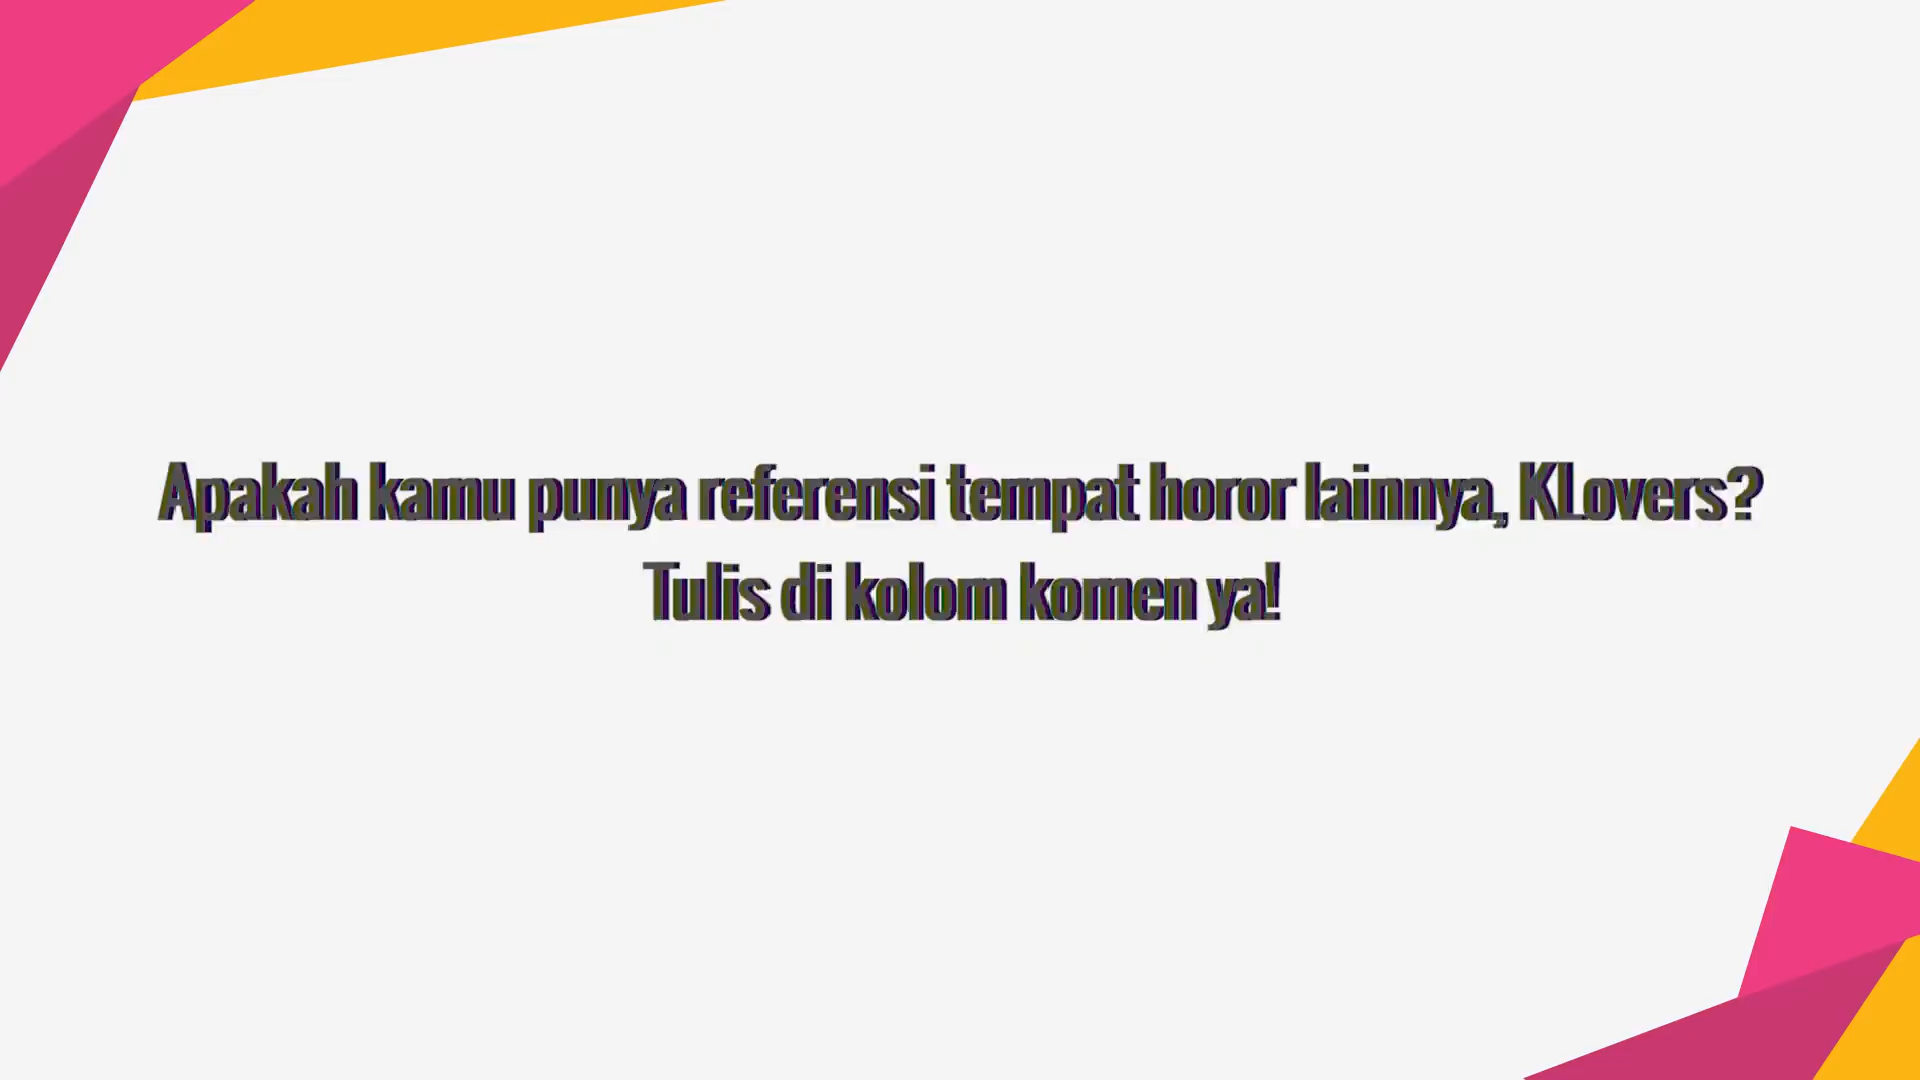 Apakah kamu punya referensi tempat horor lainnya, KLovers?
Tulis di kolom komen ya!